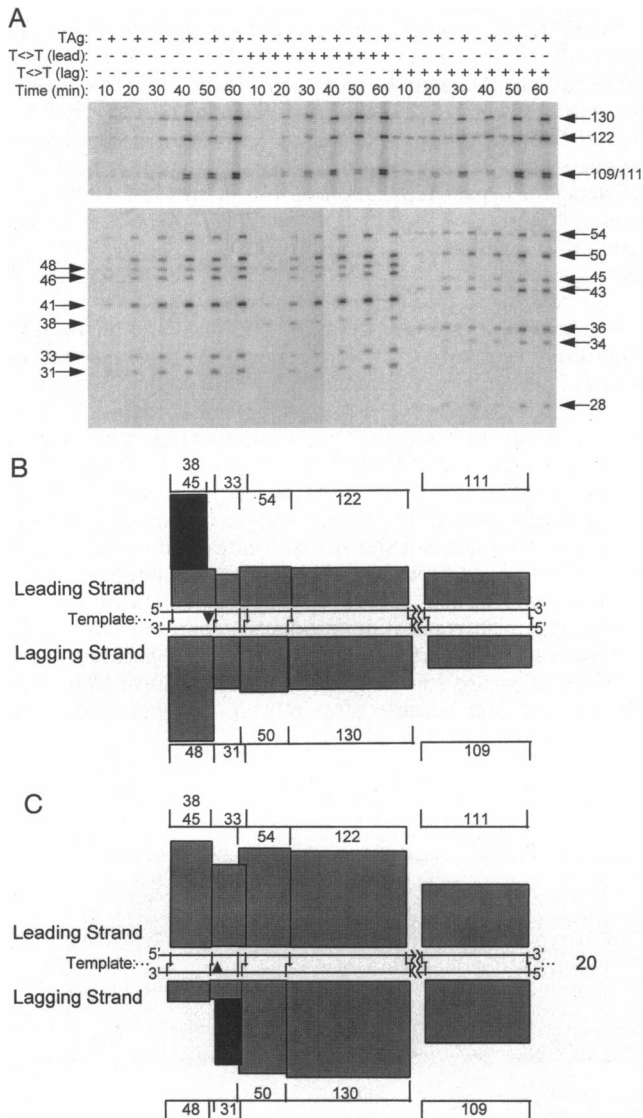 A
TAg: - + - + - + - + - + - + - + - + - + - + - + - + - + - + - + - + - + - +
T<>T (lead): - - - - - - - - - - - - + + + + + + + + + + + + - - - - - - - - - - - -
T<>T (lag): - - - - - - - - - - - - - - - - - - - - - - - - + + + + + + + + + + + +
Time (min): 10 20 30 40 50 60 10 20 30 40 50 60 10 20 30 40 50 60
130
122
109/111
54
50
48
46
45
43
41
38
36
34
33
31
28
B
38
45 33 111
54 122
Leading Strand
5' 3'
Template:...
3' 5'
Lagging Strand
50 130
48 31 109
C
38
45 33 111
54 122
Leading Strand
5' 3'
Template:... ... 20
3' 5'
Lagging Strand
50 130
48 31 109